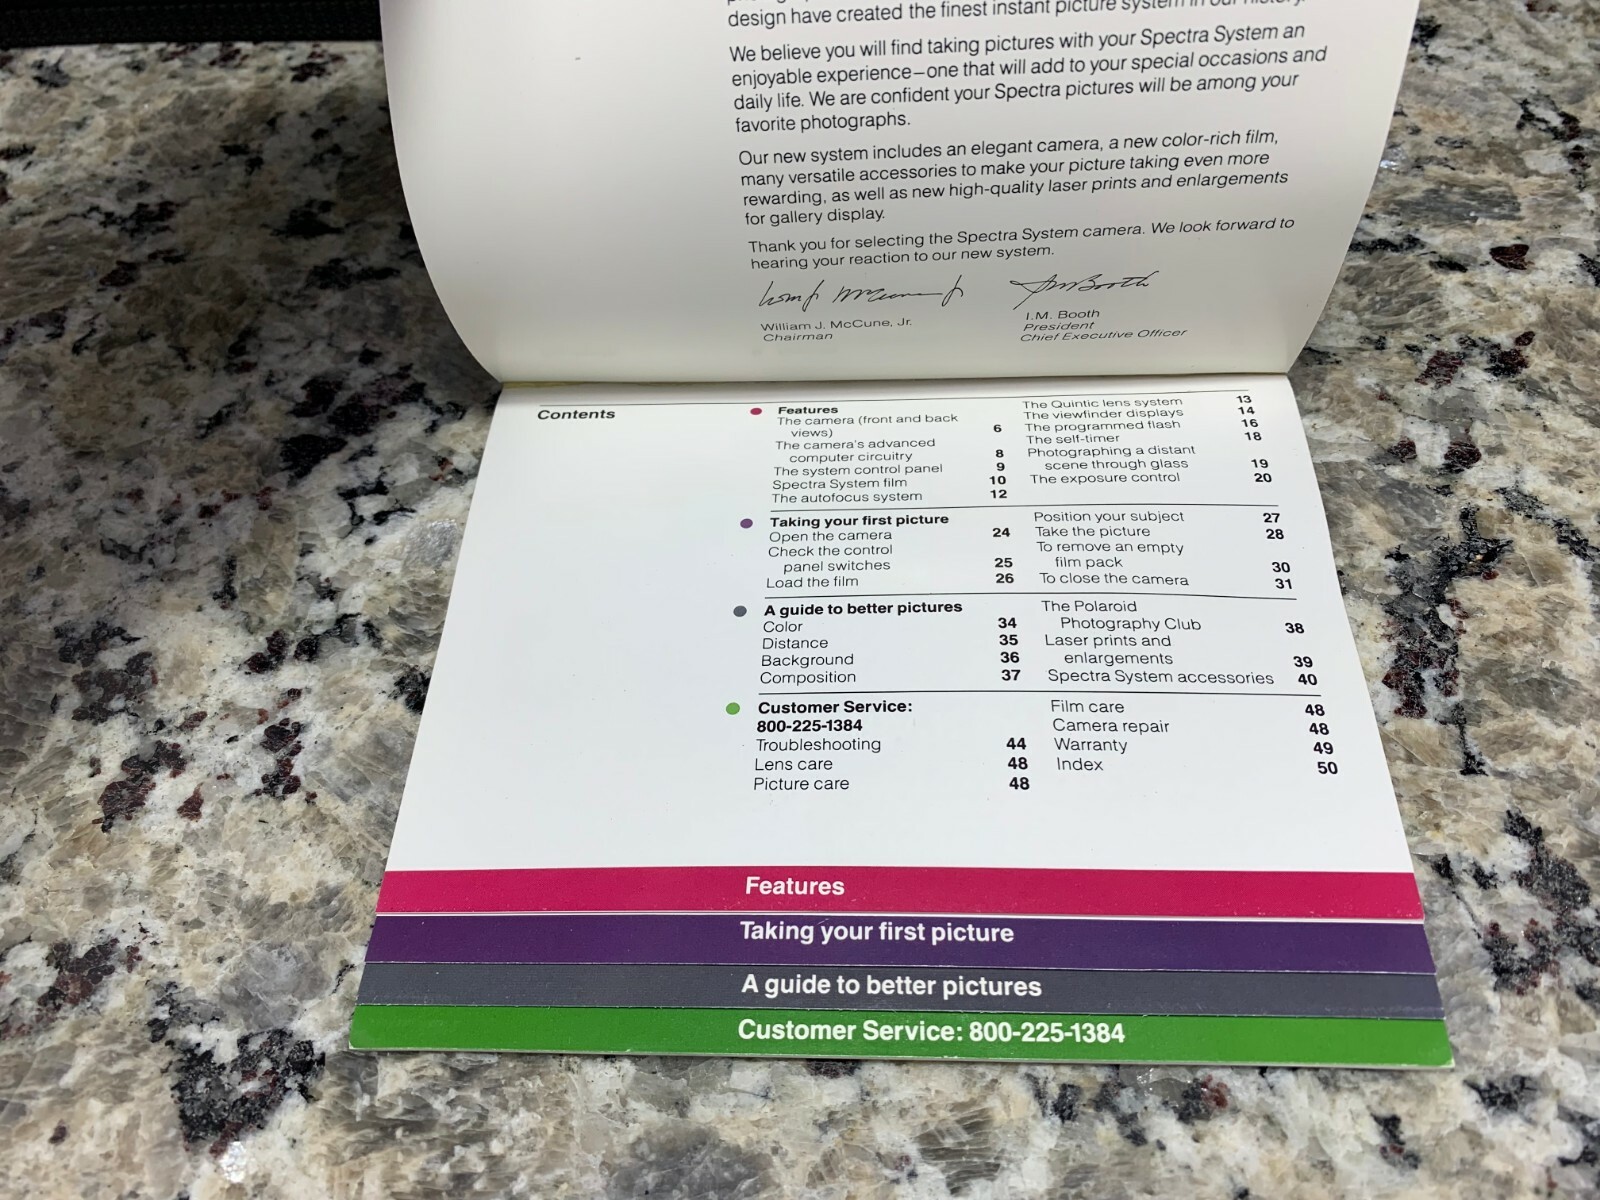 design have created the finest instant picture system in our history.
We believe you will find taking pictures with your Spectra System an
enjoyable experience–one that will add to your special occasions and
daily life. We are confident your Spectra pictures will be among your
favorite photographs.
Our new system includes an elegant camera, a new color-rich film,
many versatile accessories to make your picture taking even more
rewarding, as well as new high-quality laser prints and enlargements
for gallery display.
Thank you for selecting the Spectra System camera. We look forward to
hearing your reaction to our new system.
William J. McCune, Jr.
Chairman
I.M. Booth
President
Chief Executive Officer
Contents
Features
The camera (front and back
views) 6
The camera's advanced
computer circuitry 8
The system control panel 9
Spectra System film 10
The autofocus system 12
The Quintic lens system 13
The viewfinder displays 14
The programmed flash 16
The self-timer 18
Photographing a distant
scene through glass 19
The exposure control 20
Taking your first picture
Open the camera 24
Check the control
panel switches 25
Load the film 26
Position your subject 27
Take the picture 28
To remove an empty
film pack 30
To close the camera 31
A guide to better pictures
Color 34
Distance 35
Background 36
Composition 37
The Polaroid
Photography Club 38
Laser prints and
enlargements 39
Spectra System accessories 40
Customer Service:
800-225-1384
Troubleshooting 44
Lens care 48
Picture care 48
Film care 48
Camera repair 48
Warranty 49
Index 50
Features
Taking your first picture
A guide to better pictures
Customer Service: 800-225-1384